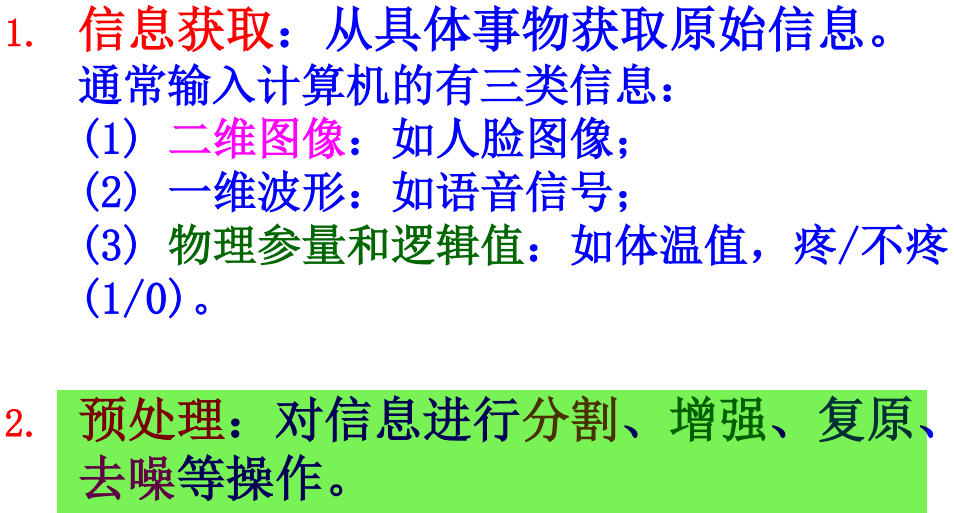 1. 信息获取：从具体事物获取原始信息。
通常输入计算机的有三类信息：
(1) 二维图像：如人脸图像；
(2) 一维波形：如语音信号；
(3) 物理参量和逻辑值：如体温值，疼/不疼
(1/0)。
2. 预处理：对信息进行分割、增强、复原、
去噪等操作。